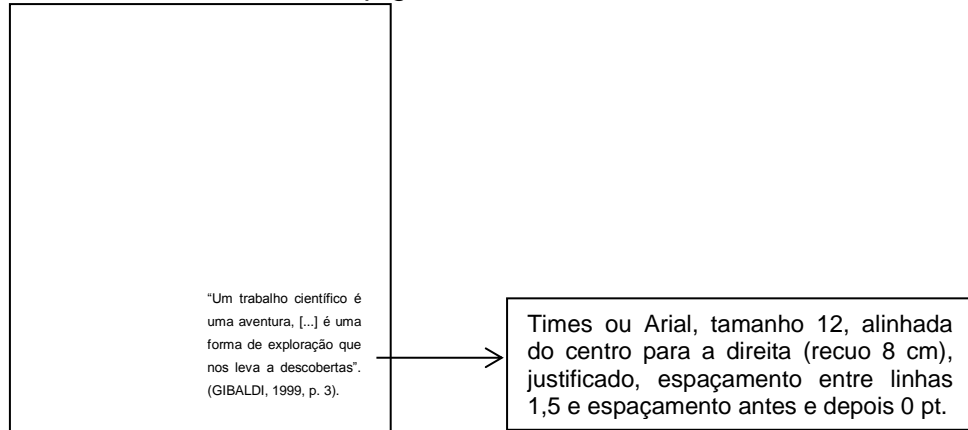 “Um trabalho científico é
uma aventura, [...] é uma
forma de exploração que
nos leva a descobertas”.
(GIBALDI, 1999, p. 3).
Times ou Arial, tamanho 12, alinhada
do centro para a direita (recuo 8 cm),
justificado, espaçamento entre linhas
1,5 e espaçamento antes e depois 0 pt.